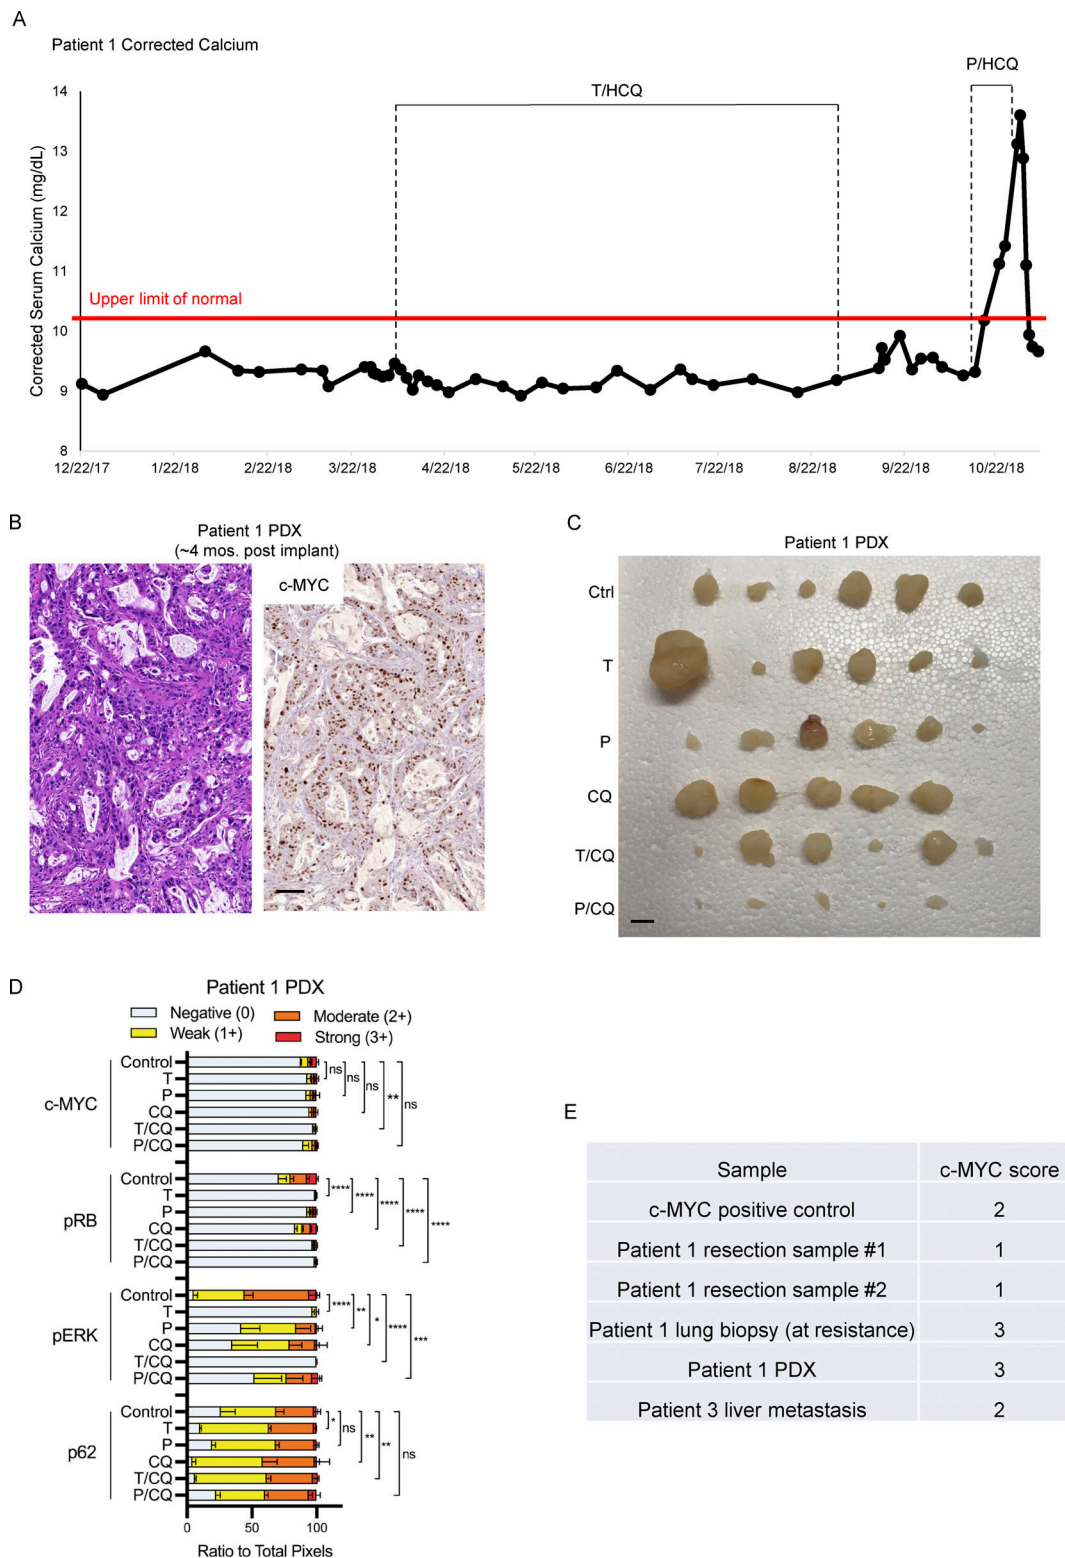 A
Patient 1 Corrected Calcium
P/HCQ
T/HCQ
Corrected Serum Calcium (mg/dL)
14
13
12
11
10
9
8
Upper limit of normal
12/22/17 1/22/18 2/22/18 3/22/18 4/22/18 5/22/18 6/22/18 7/22/18 8/22/18 9/22/18 10/22/18
B
Patient 1 PDX
(~4 mos. post implant)
c-MYC
C
Patient 1 PDX
Ctrl
T
P
CQ
T/CQ
P/CQ
D
Patient 1 PDX
Negative (0) Moderate (2+)
Weak (1+) Strong (3+)
c-MYC
Control
T
P
CQ
T/CQ
P/CQ
ns
ns
ns
**
ns
pRB
Control
T
P
CQ
T/CQ
P/CQ
****
****
****
****
****
pERK
Control
T
P
CQ
T/CQ
P/CQ
****
**
*
****
***
p62
Control
T
P
CQ
T/CQ
P/CQ
*
ns
**
**
ns
0 50 100
Ratio to Total Pixels
E
Sample c-MYC score
c-MYC positive control 2
Patient 1 resection sample #1 1
Patient 1 resection sample #2 1
Patient 1 lung biopsy (at resistance) 3
Patient 1 PDX 3
Patient 3 liver metastasis 2